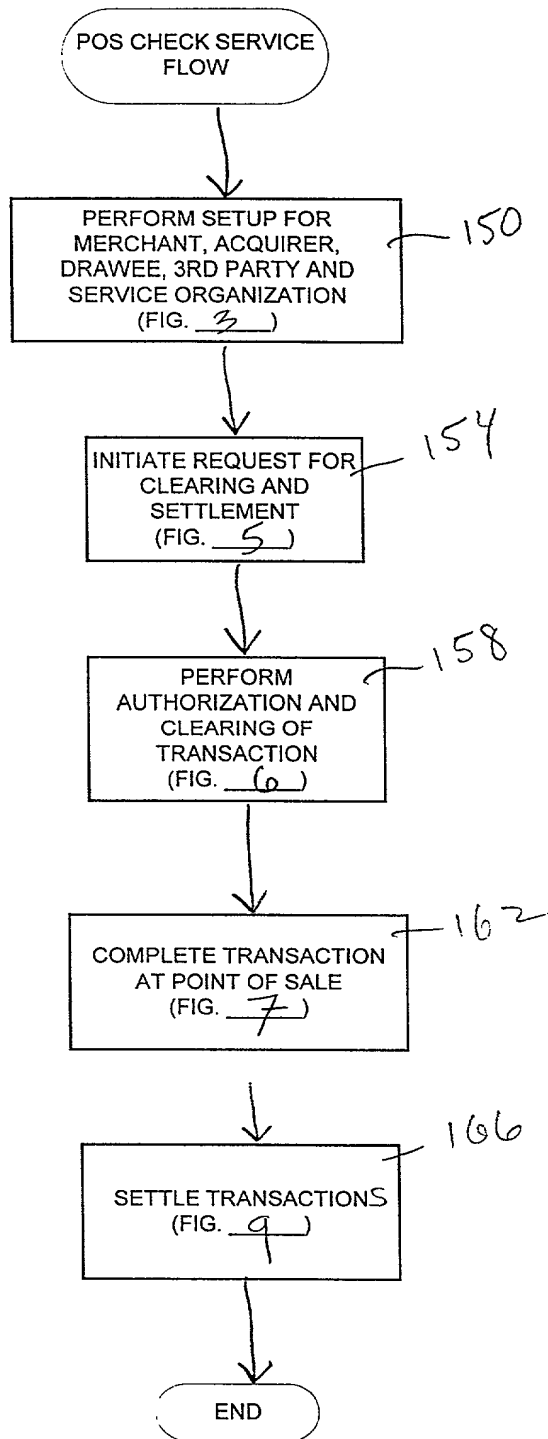 POS CHECK SERVICE
FLOW
PERFORM SETUP FOR
MERCHANT, ACQUIRER,
DRAWEE, 3RD PARTY AND
SERVICE ORGANIZATION
(FIG. 3)
150
INITIATE REQUEST FOR
CLEARING AND
SETTLEMENT
(FIG. 5)
154
PERFORM
AUTHORIZATION AND
CLEARING OF
TRANSACTION
(FIG. 6)
158
COMPLETE TRANSACTION
AT POINT OF SALE
(FIG. 7)
162
SETTLE TRANSACTIONS
(FIG. 9)
166
END